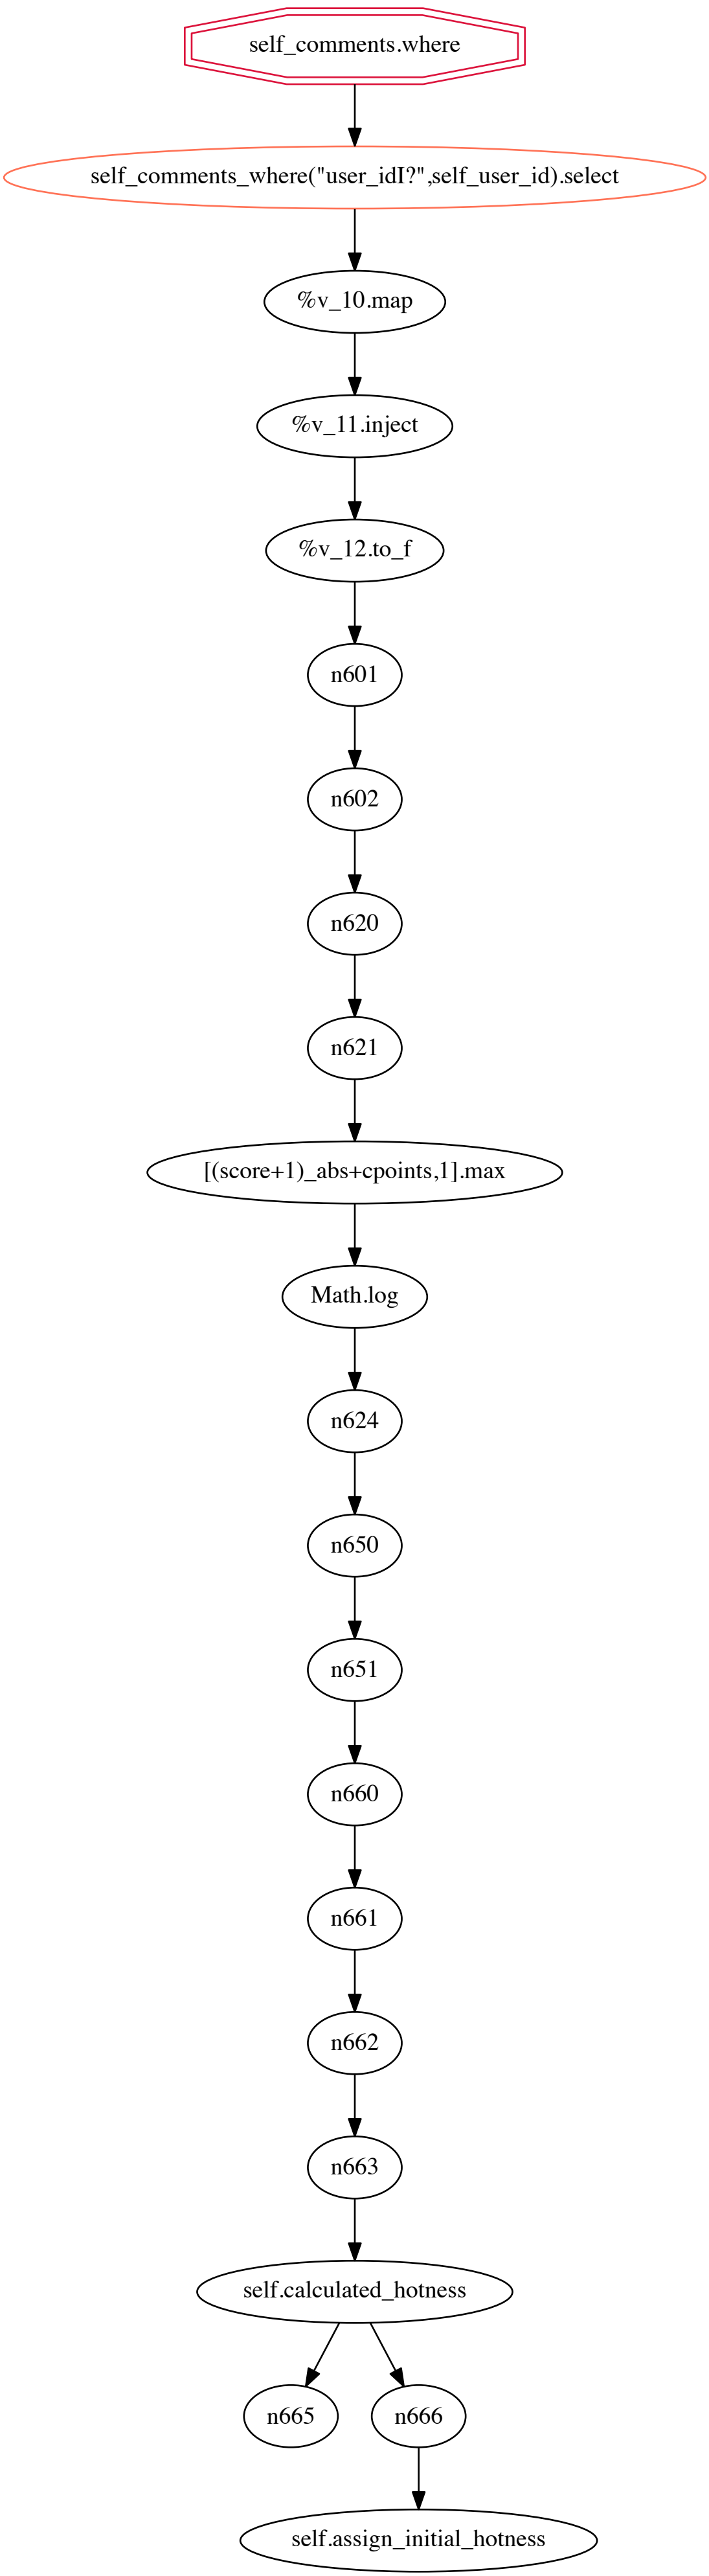 self_comments.where
self_comments_where("user_idI?",self_user_id).select
%v_10.map
%v_11.inject
%v_12.to_f
n601
n602
n620
n621
[(score+1)_abs+cpoints,1].max
Math.log
n624
n650
n651
n660
n661
n662
n663
self.calculated_hotness
n665
n666
self.assign_initial_hotness